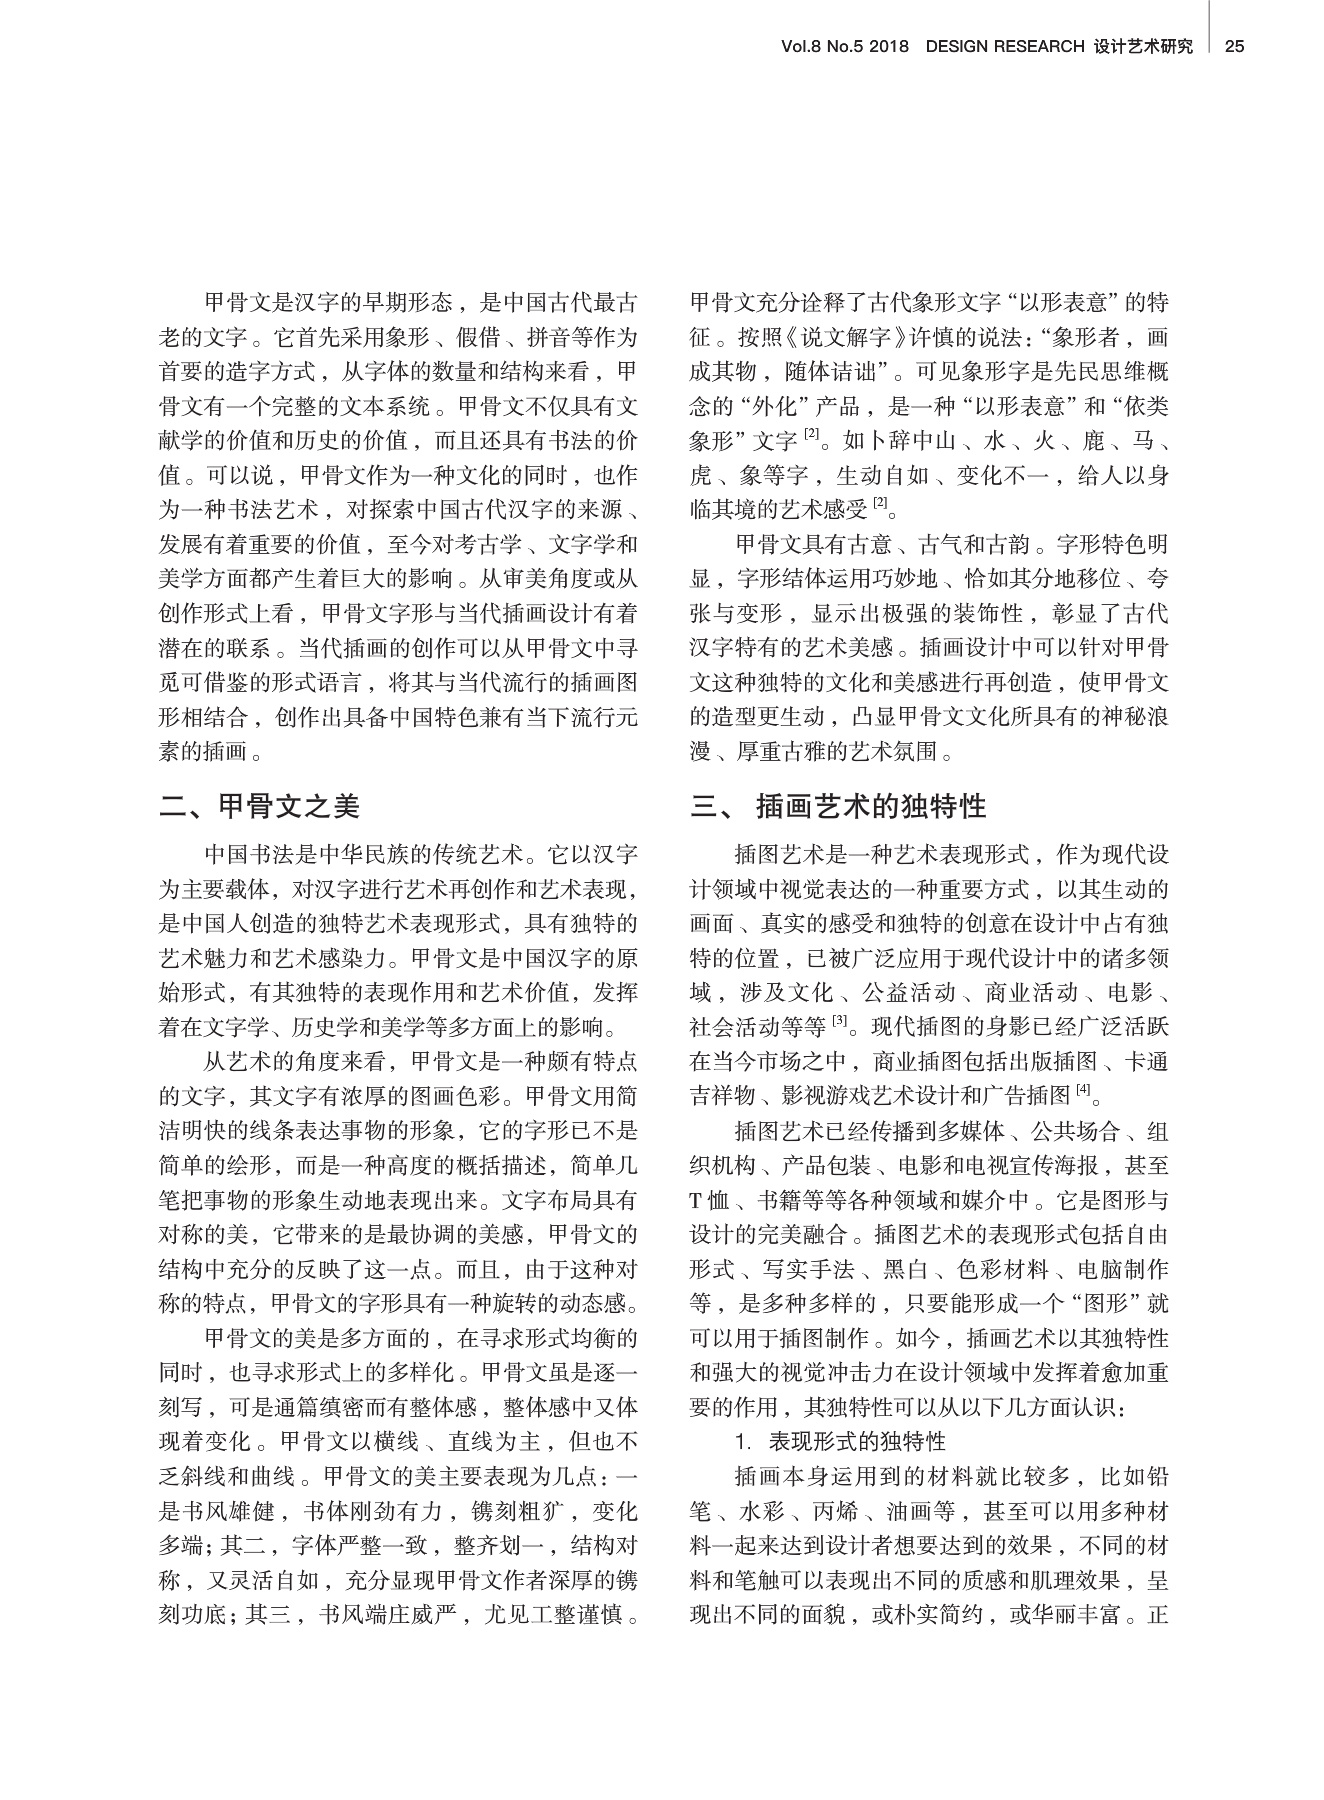 Vol.8 No.5 2018 DESIGN RESEARCH 设计艺术研究 25
甲骨文是汉字的早期形态，是中国古代最古
老的文字。它首先采用象形、假借、拼音等作为
首要的造字方式，从字体的数量和结构来看，甲
骨文有一个完整的文本系统。甲骨文不仅具有文
献学的价值和历史的价值，而且还具有书法的价
值。可以说，甲骨文作为一种文化的同时，也作
为一种书法艺术，对探索中国古代汉字的来源、
发展有着重要的价值，至今对考古学、文字学和
美学方面都产生着巨大的影响。从审美角度或从
创作形式上看，甲骨文字形与当代插画设计有着
潜在的联系。当代插画的创作可以从甲骨文中寻
觅可借鉴的形式语言，将其与当代流行的插画图
形相结合，创作出具备中国特色兼有当下流行元
素的插画。
二、甲骨文之美
中国书法是中华民族的传统艺术。它以汉字
为主要载体，对汉字进行艺术再创作和艺术表现，
是中国人创造的独特艺术表现形式，具有独特的
艺术魅力和艺术感染力。甲骨文是中国汉字的原
始形式，有其独特的表现作用和艺术价值，发挥
着在文字学、历史学和美学等多方面上的影响。
从艺术的角度来看，甲骨文是一种颇有特点
的文字，其文字有浓厚的图画色彩。甲骨文用简
洁明快的线条表达事物的形象，它的字形已不是
简单的绘形，而是一种高度的概括描述，简单几
笔把事物的形象生动地表现出来。文字布局具有
对称的美，它带来的是最协调的美感，甲骨文的
结构中充分的反映了这一点。而且，由于这种对
称的特点，甲骨文的字形具有一种旋转的动态感。
甲骨文的美是多方面的，在寻求形式均衡的
同时，也寻求形式上的多样化。甲骨文虽是逐一
刻写，可是通篇缜密而有整体感，整体感中又体
现着变化。甲骨文以横线、直线为主，但也不
乏斜线和曲线。甲骨文的美主要表现为几点：一
是书风雄健，书体刚劲有力，镌刻粗犷，变化
多端；其二，字体严整一致，整齐划一，结构对
称，又灵活自如，充分显现甲骨文作者深厚的镌
刻功底；其三，书风端庄威严，尤见工整谨慎。
甲骨文充分诠释了古代象形文字“以形表意”的特
征。按照《说文解字》许慎的说法：“象形者，画
成其物，随体诘诎”。可见象形字是先民思维概
念的“外化”产品，是一种“以形表意”和“依类
象形”文字[2]。如卜辞中山、水、火、鹿、马、
虎、象等字，生动自如、变化不一，给人以身
临其境的艺术感受[2]。
甲骨文具有古意、古气和古韵。字形特色明
显，字形结体运用巧妙地、恰如其分地移位、夸
张与变形，显示出极强的装饰性，彰显了古代
汉字特有的艺术美感。插画设计中可以针对甲骨
文这种独特的文化和美感进行再创造，使甲骨文
的造型更生动，凸显甲骨文文化所具有的神秘浪
漫、厚重古雅的艺术氛围。
三、 插画艺术的独特性
插图艺术是一种艺术表现形式，作为现代设
计领域中视觉表达的一种重要方式，以其生动的
画面、真实的感受和独特的创意在设计中占有独
特的位置，已被广泛应用于现代设计中的诸多领
域，涉及文化、公益活动、商业活动、电影、
社会活动等等[3]。现代插图的身影已经广泛活跃
在当今市场之中，商业插图包括出版插图、卡通
吉祥物、影视游戏艺术设计和广告插图[4]。
插图艺术已经传播到多媒体、公共场合、组
织机构、产品包装、电影和电视宣传海报，甚至
T恤、书籍等等各种领域和媒介中。它是图形与
设计的完美融合。插图艺术的表现形式包括自由
形式、写实手法、黑白、色彩材料、电脑制作
等，是多种多样的，只要能形成一个“图形”就
可以用于插图制作。如今，插画艺术以其独特性
和强大的视觉冲击力在设计领域中发挥着愈加重
要的作用，其独特性可以从以下几方面认识：
1. 表现形式的独特性
插画本身运用到的材料就比较多，比如铅
笔、水彩、丙烯、油画等，甚至可以用多种材
料一起来达到设计者想要达到的效果，不同的材
料和笔触可以表现出不同的质感和肌理效果，呈
现出不同的面貌，或朴实简约，或华丽丰富。正